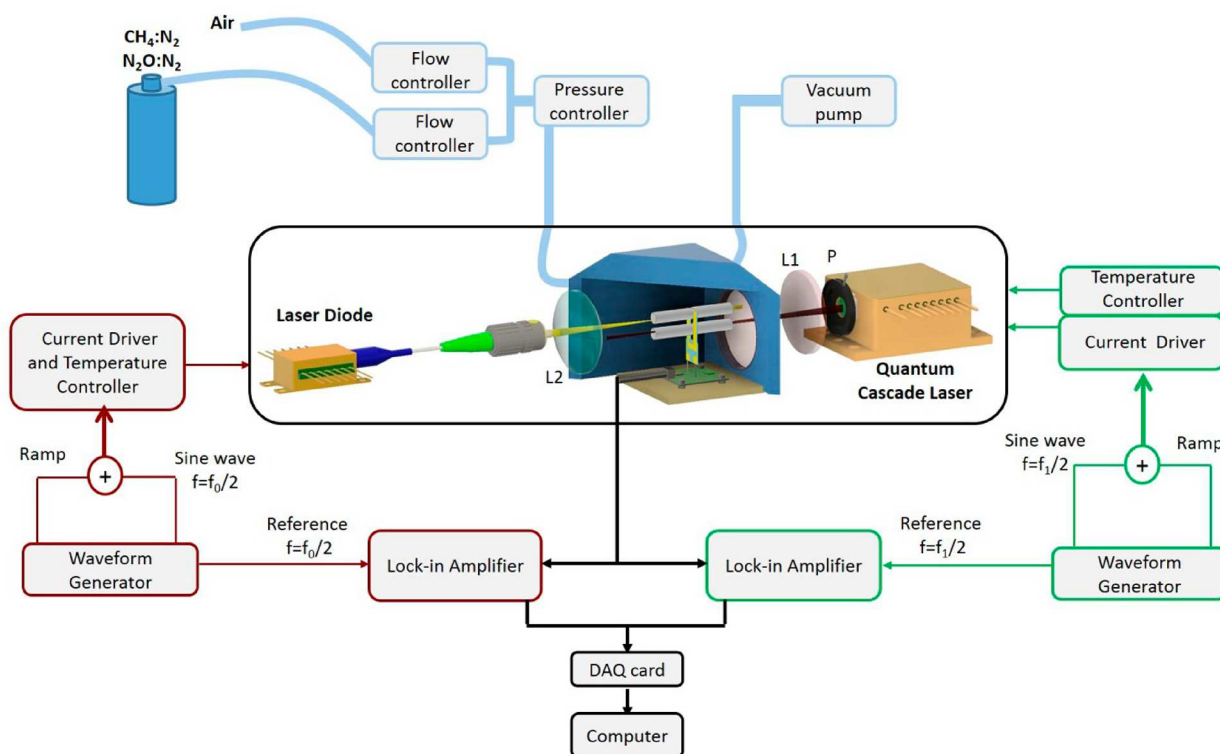 Air
CH₄:N₂
N₂O:N₂
Flow
controller
Flow
controller
Pressure
controller
Vacuum
pump
L1
P
Laser Diode
L2
Quantum
Cascade Laser
Temperature
Controller
Current Driver
Current Driver
and Temperature
Controller
Ramp
+
Sine wave
f=f₀/2
Sine wave
f=f₁/2
+
Ramp
Reference
f=f₀/2
Reference
f=f₁/2
Waveform
Generator
Lock-in Amplifier
Lock-in Amplifier
Waveform
Generator
DAQ card
Computer